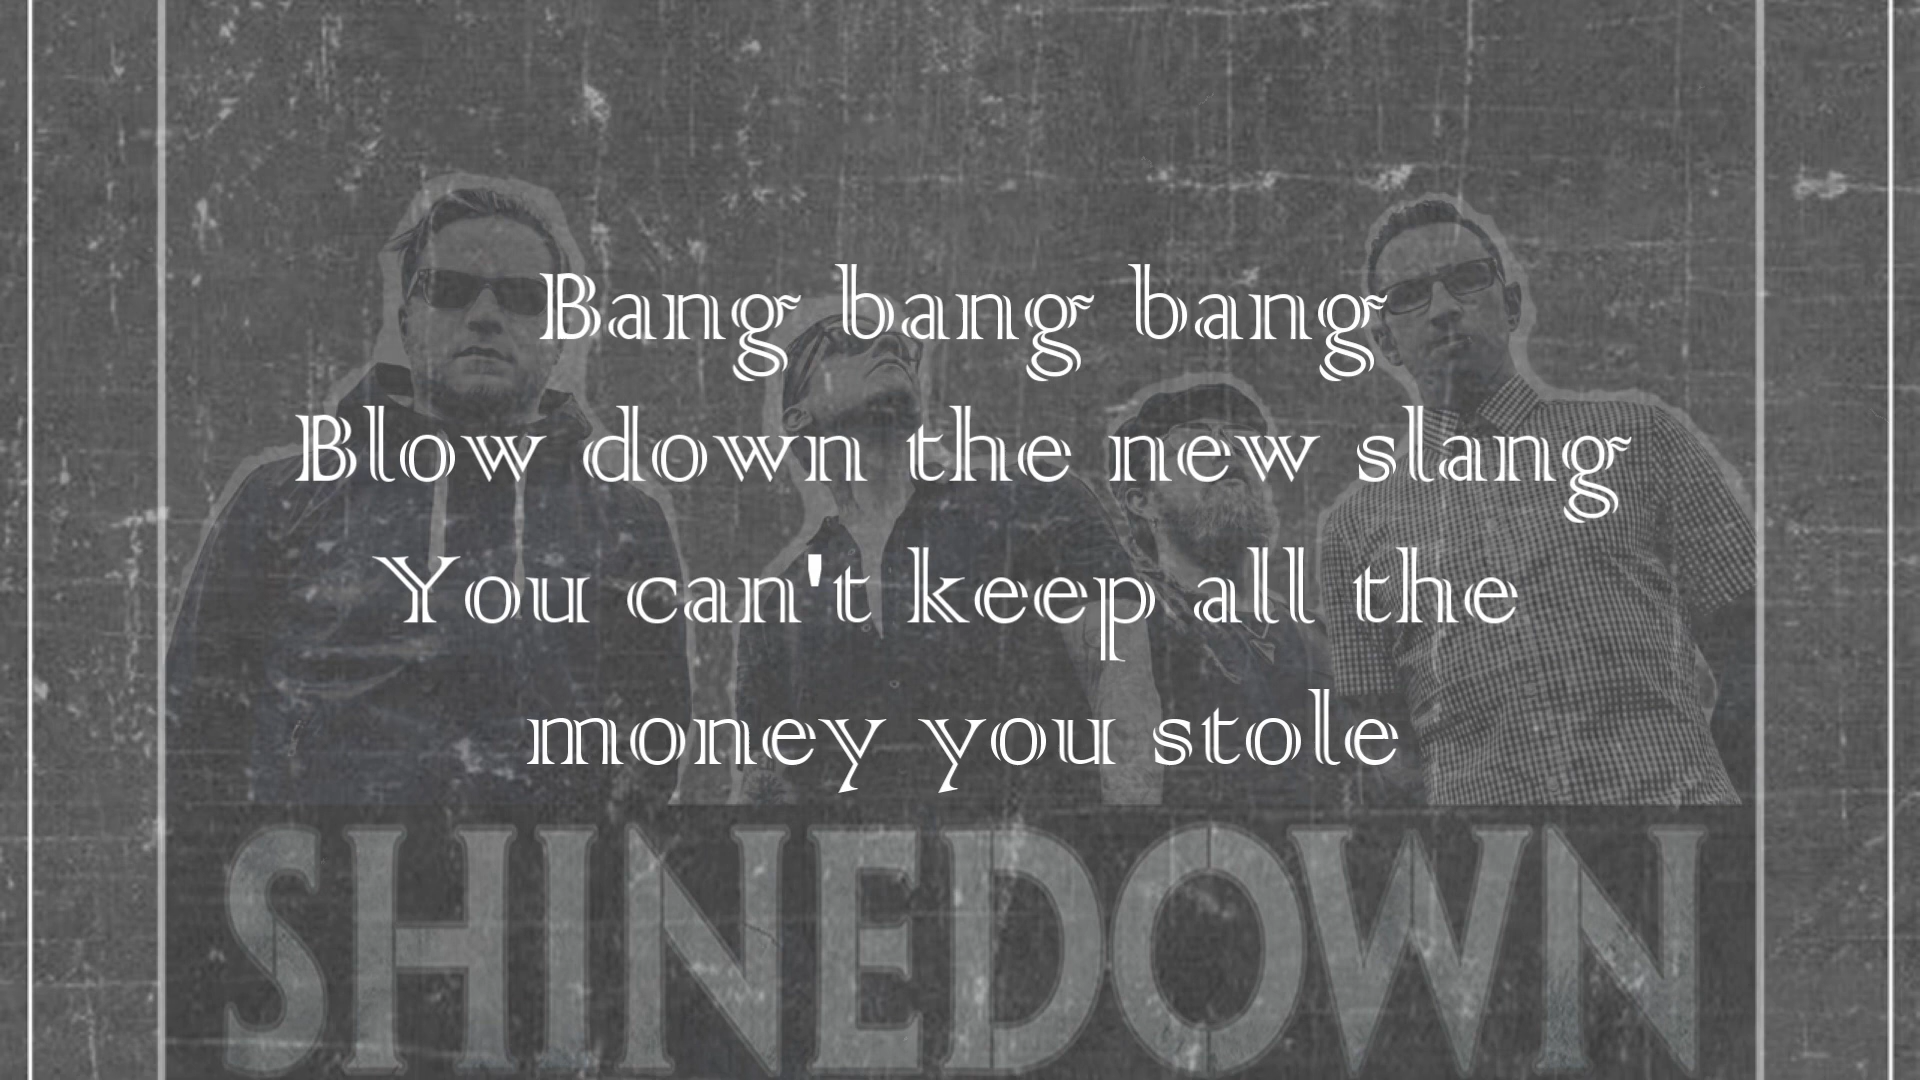 Bang bang bang
Blow down the new slang
You can't keep all the
money you stole
SHINEDOWN